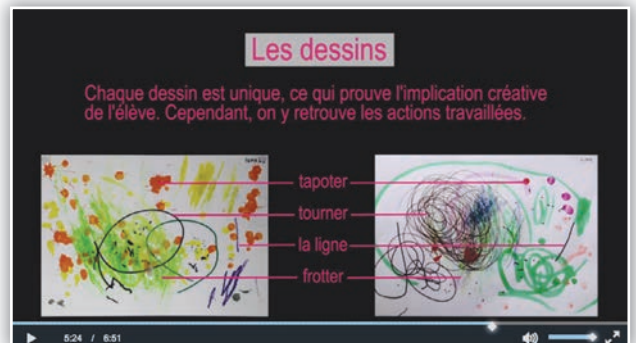 Les dessins
Chaque dessin est unique, ce qui prouve l'implication créative
de l'élève. Cependant, on y retrouve les actions travaillées.
tapoter
tourner
la ligne
frotter
5:24 / 6:51